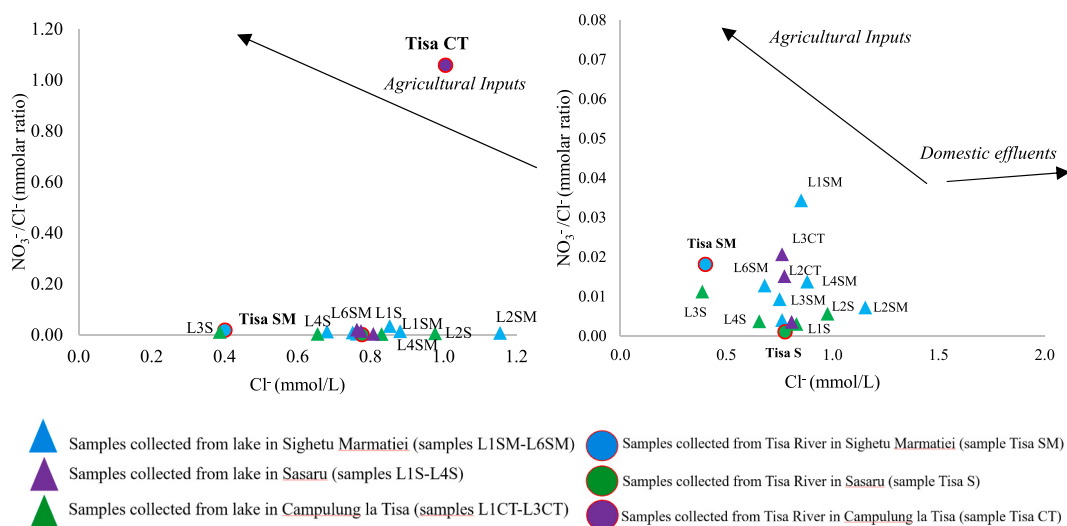 1.20
1.00
0.80
0.60
0.40
0.20
0.00
NO₃⁻/Cl⁻ (mmolar ratio)
Tisa CT
Agricultural Inputs
L3S
Tisa SM
L4S
L6SM
L1S
L1SM
L4SM
L2S
L2SM
0.0
0.2
0.4
0.6
0.8
1.0
1.2
Cl⁻ (mmol/L)
0.08
0.07
0.06
0.05
0.04
0.03
0.02
0.01
0.00
NO₃⁻/Cl⁻ (mmolar ratio)
Agricultural Inputs
Domestic effluents
L1SM
Tisa SM
L3CT
L6SM
L2CT
L4SM
L3S
L3SM
L2S
L2SM
L4S
L1S
Tisa S
0.0
0.5
1.0
1.5
2.0
Cl⁻ (mmol/L)
Samples collected from lake in Sighetu Marmatiei (samples L1SM-L6SM)
Samples collected from lake in Sasaru (samples L1S-L4S)
Samples collected from lake in Campulung la Tisa (samples L1CT-L3CT)
Samples collected from Tisa River in Sighetu Marmatiei (sample Tisa SM)
Samples collected from Tisa River in Sasaru (sample Tisa S)
Samples collected from Tisa River in Campulung la Tisa (sample Tisa CT)